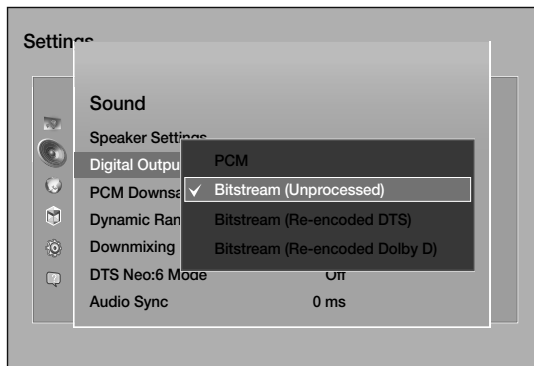 Settings
Sound
Speaker Settings
Digital Outpu
PCM
PCM Downsa
✓ Bitstream (Unprocessed)
Dynamic Ran
Bitstream (Re-encoded DTS)
Downmixing
Bitstream (Re-encoded Dolby D)
DTS Neo:6 Mode Off
Audio Sync 0 ms